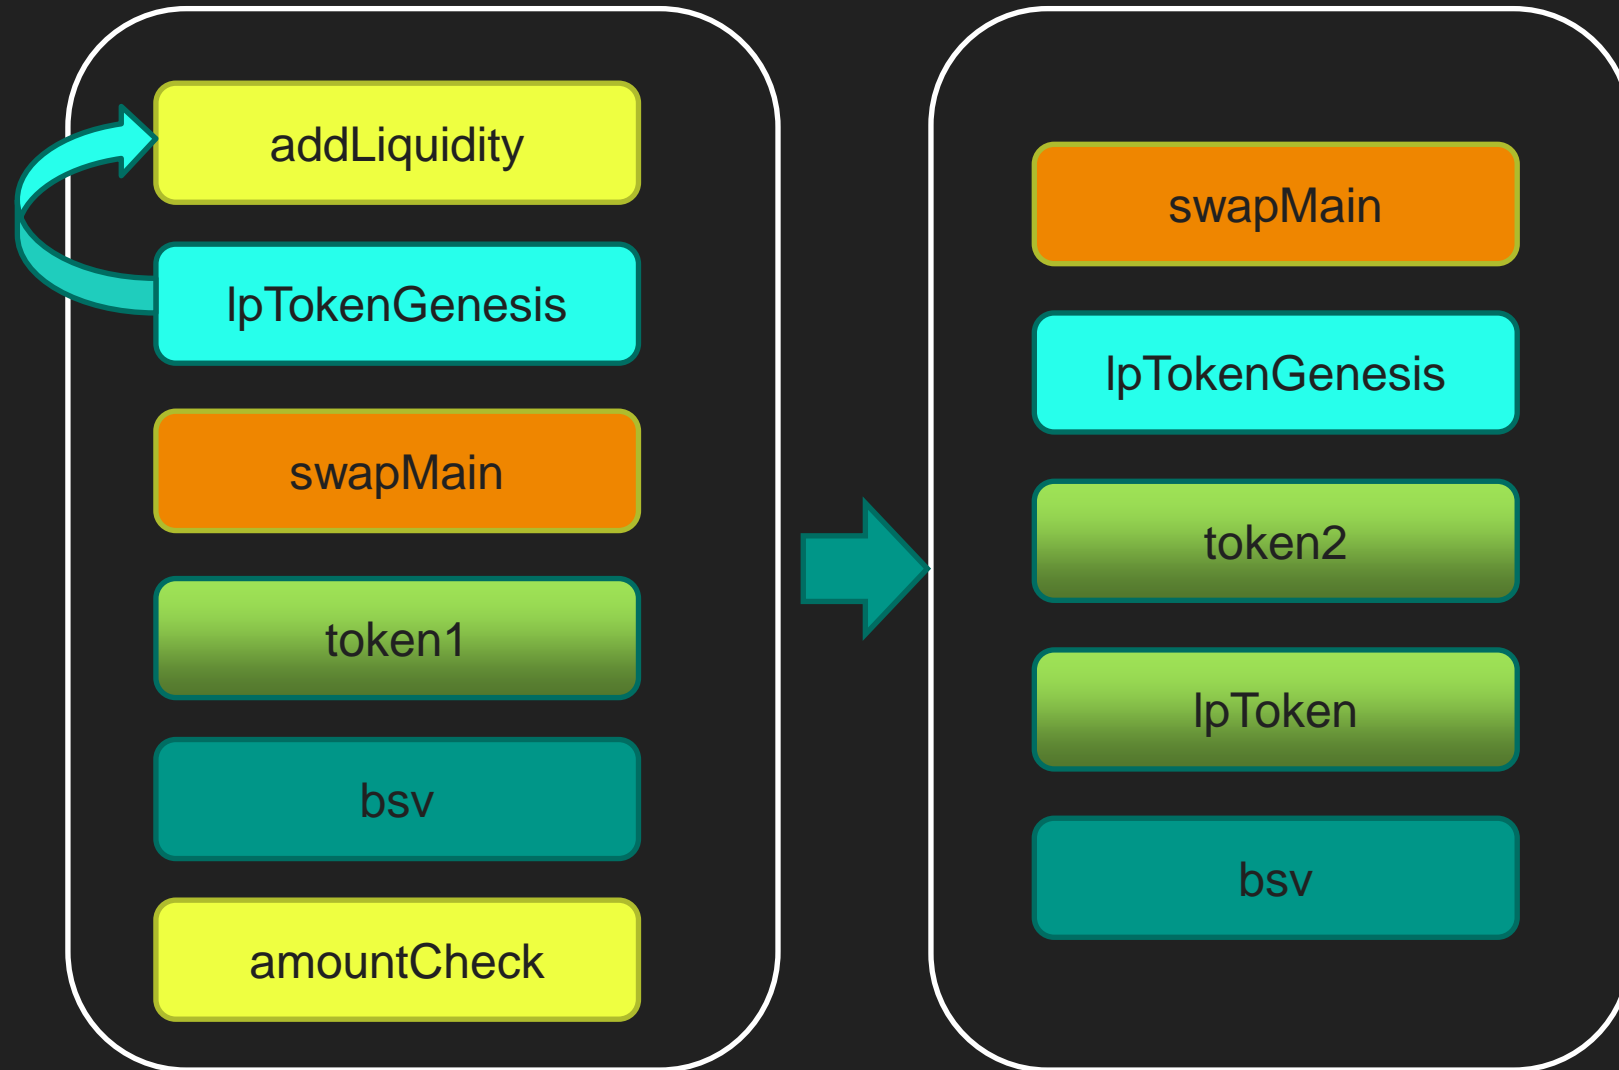 addLiquidity
lpTokenGenesis
swapMain
token1
bsv
amountCheck
swapMain
lpTokenGenesis
token2
lpToken
bsv